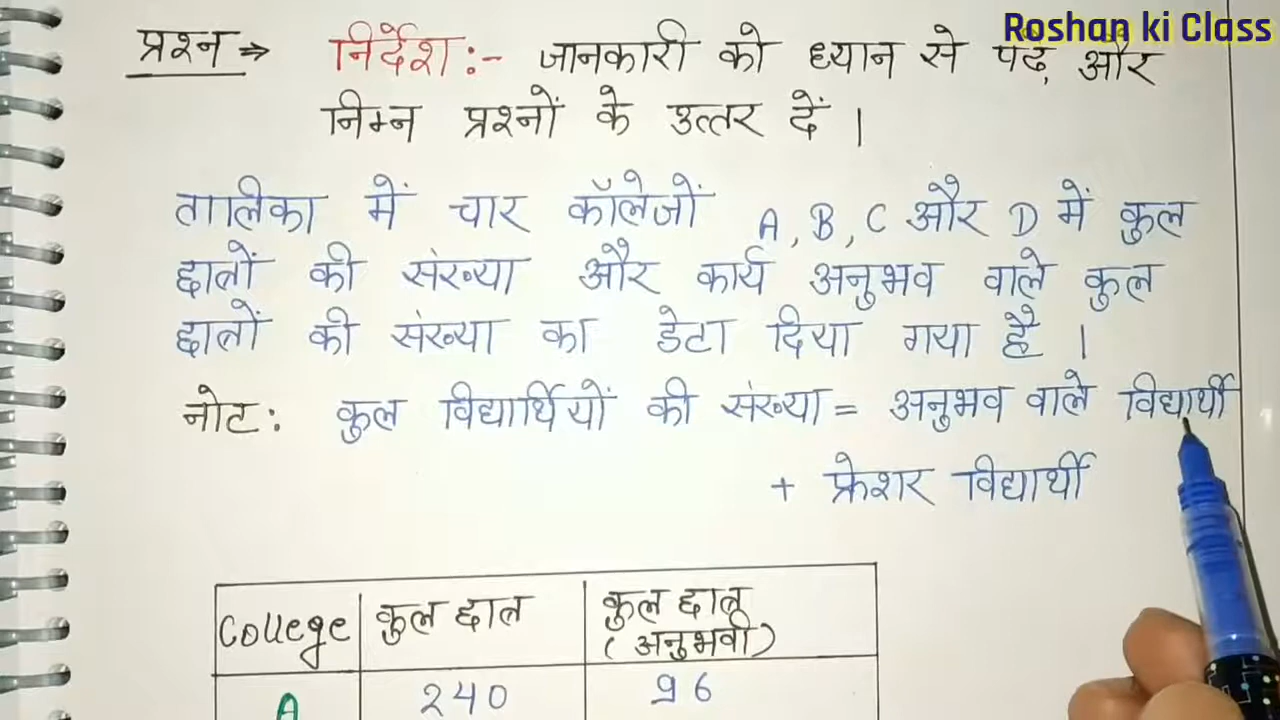 Roshan ki Class
प्रश्न ⇒ निर्देश:- जानकारी को ध्यान से पढे, और
निम्न प्रश्नों के उत्तर दें ।
तालिका में चार कॉलेजों A, B, C और D में कुल
छात्रों की संख्या और कार्य अनुभव वाले कुल
छात्रों की संख्या का डेटा दिया गया है ।
नोट: कुल विद्यार्थियों की संख्या = अनुभव वाले विद्यार्थी
+ फ्रेशर विद्यार्थी
College कुल छात्र कुल छात्र
(अनुभवी)
A 240 96